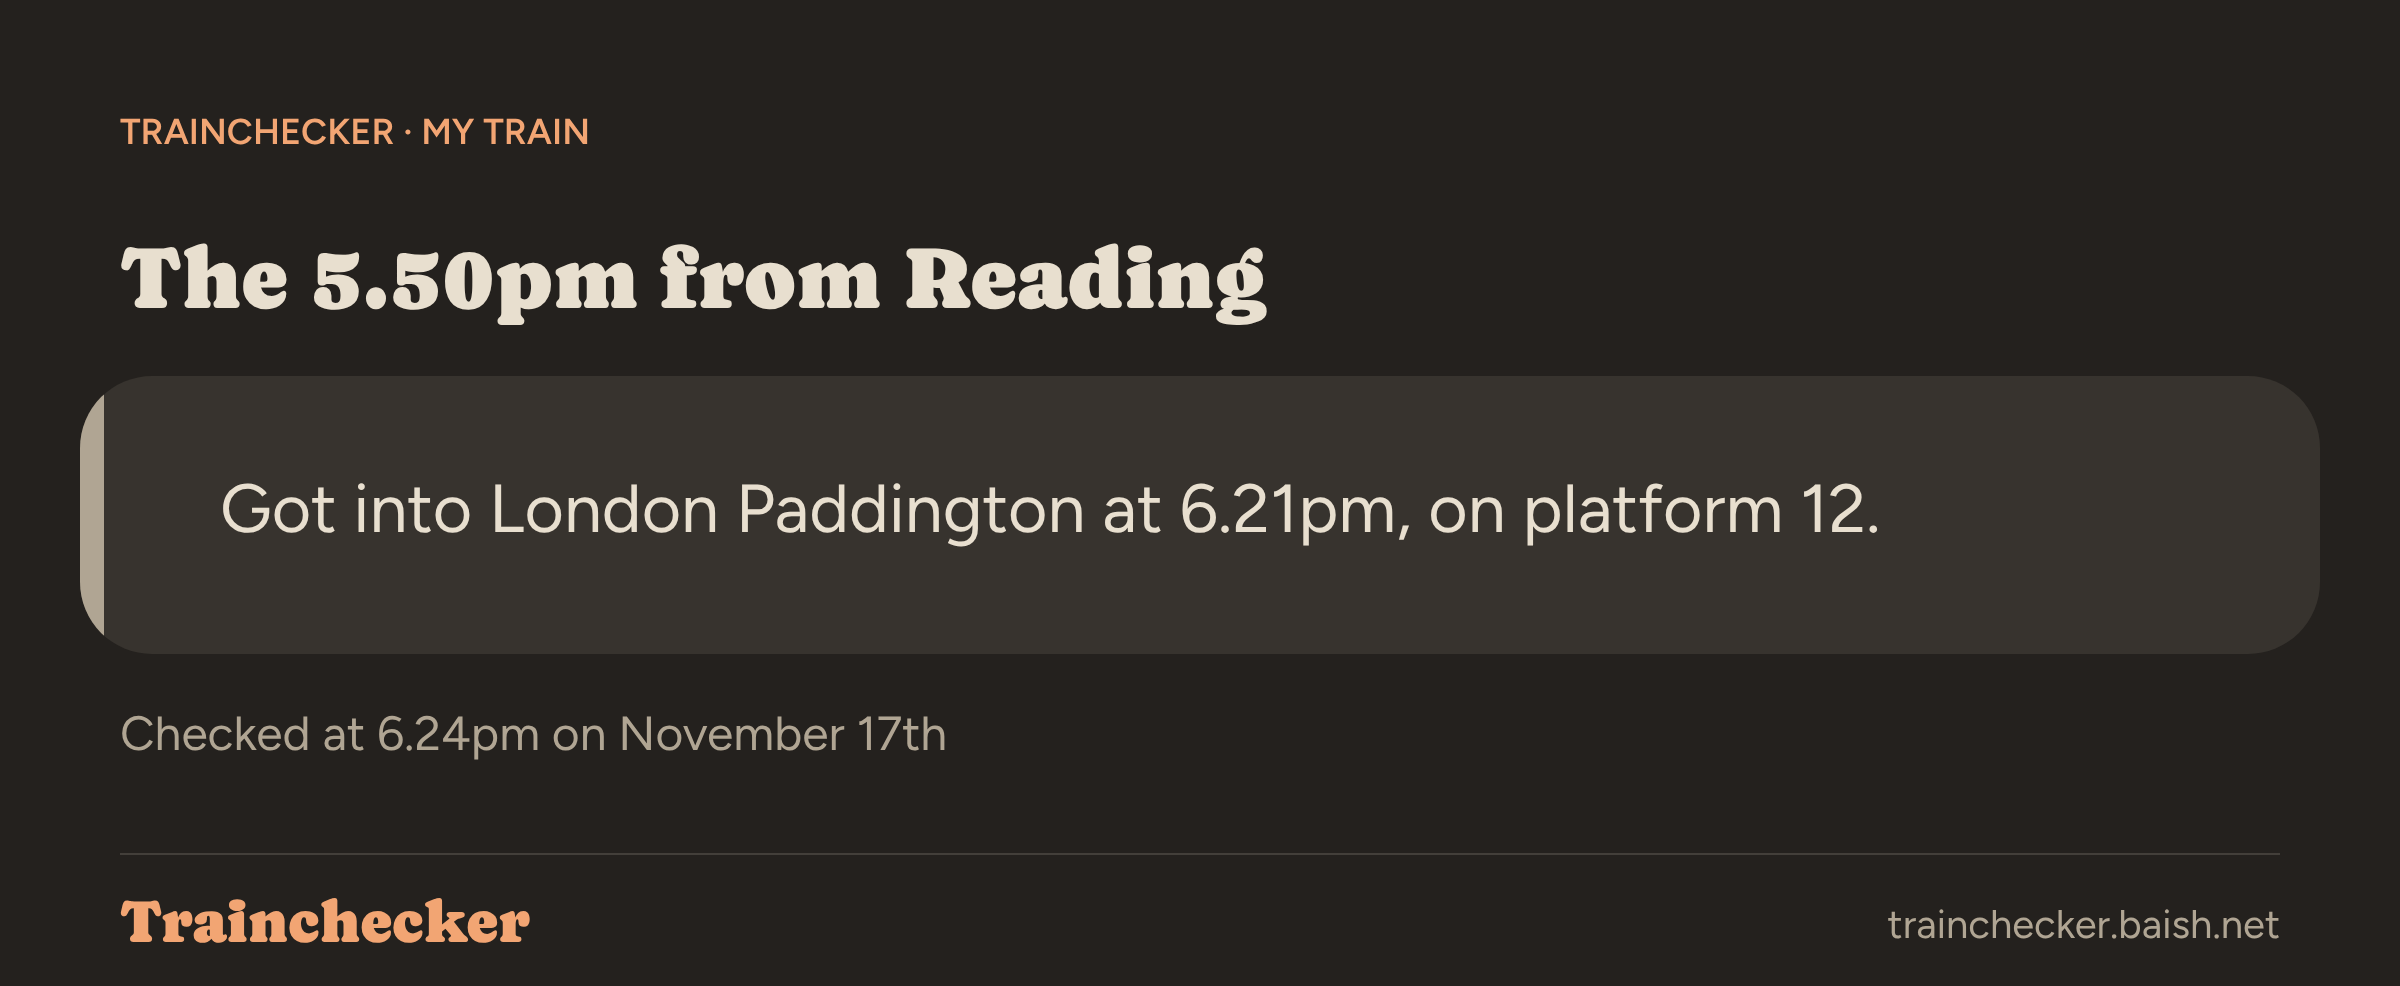 TRAINCHECKER · MY TRAIN
The 5.50pm from Reading
Got into London Paddington at 6.21pm, on platform 12.
Checked at 6.24pm on November 17th
Trainchecker
trainchecker.baish.net